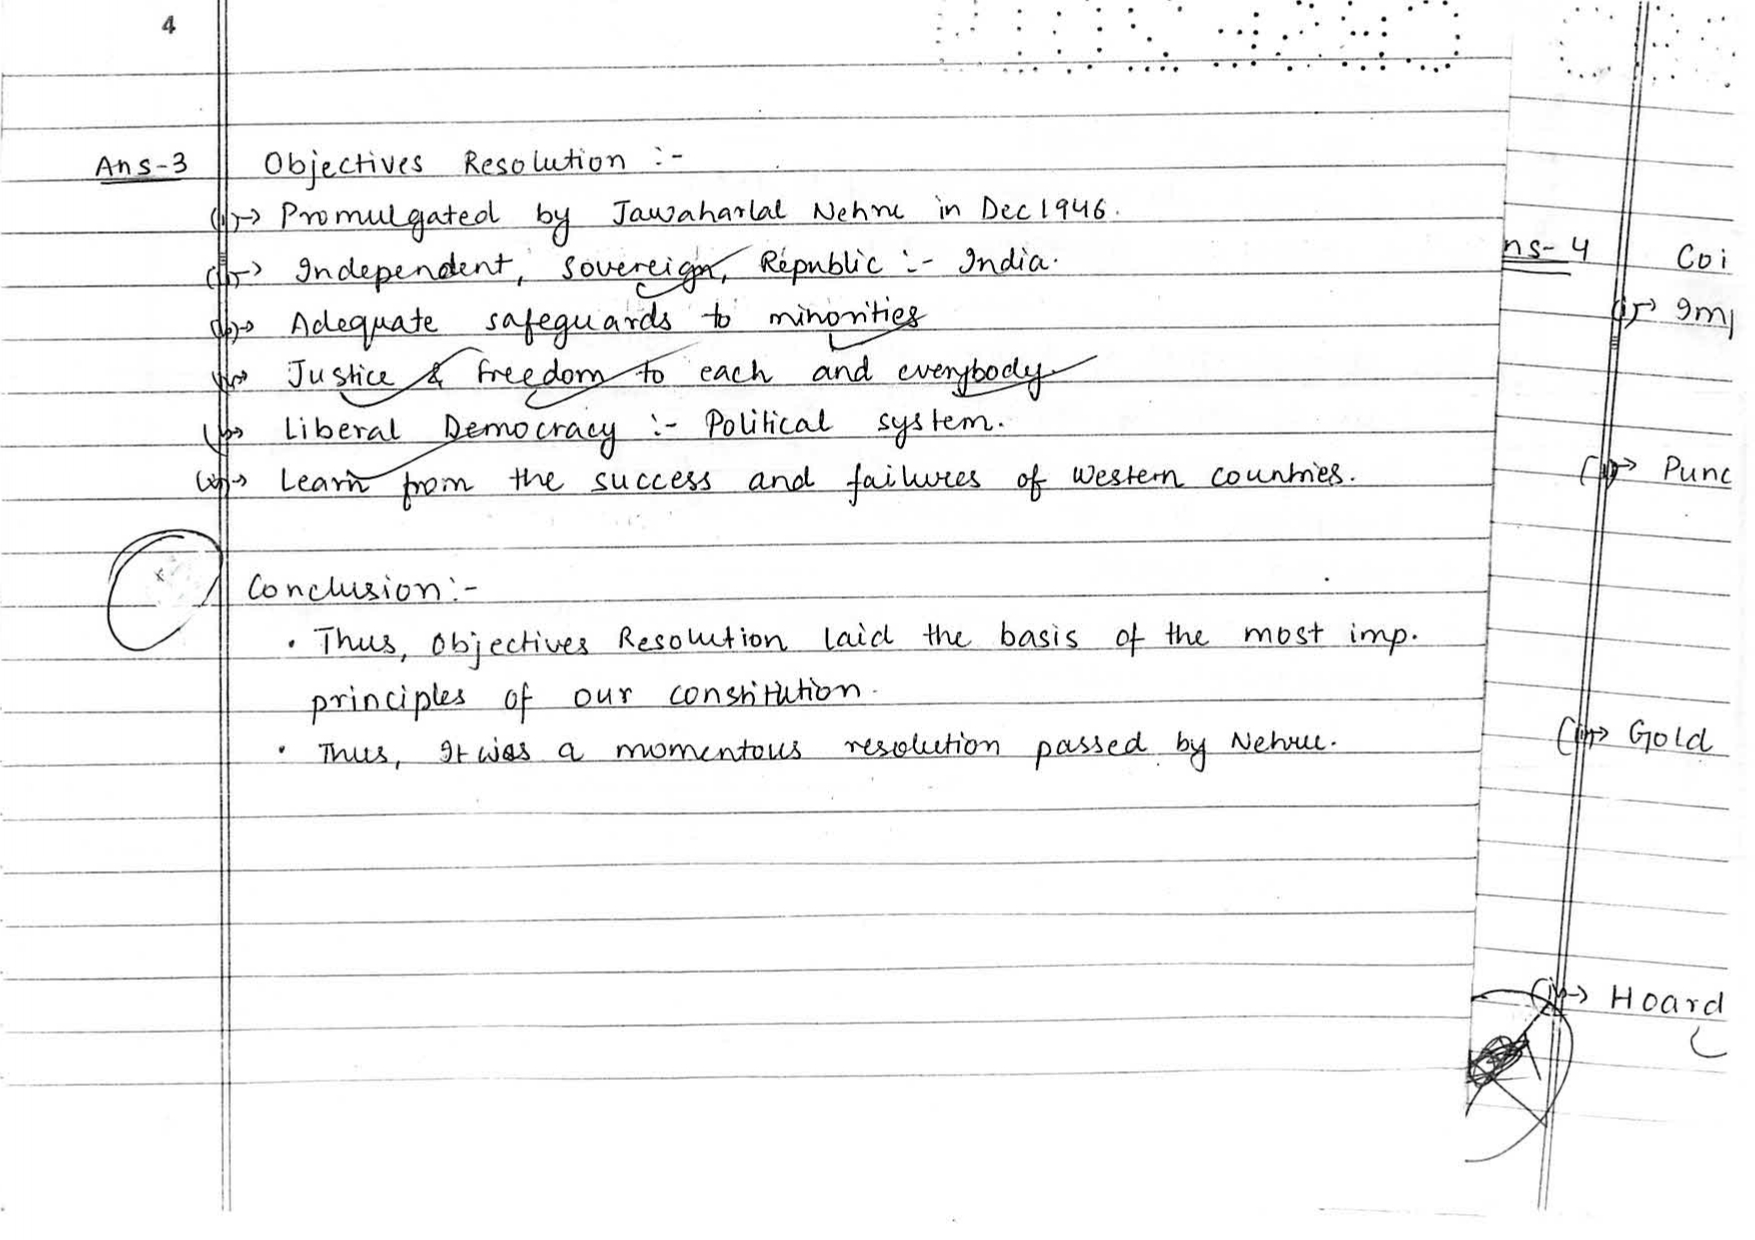 4
Ans-3 Objectives Resolution :-
(i)→ Promulgated by Jawaharlal Nehru in Dec 1946.
(ii)→ Independent, Sovereign, Republic :- India.
(iii)→ Adequate safeguards to minorities
(iv)→ Justice & freedom to each and everybody.
(v)→ Liberal Democracy :- Political system.
(vi)→ Learn from the success and failures of Western countries.
Conclusion :-
• Thus, Objectives Resolution laid the basis of the most imp.
principles of our constitution.
• Thus, It was a momentous resolution passed by Nehru.
ns-4 Coi
(i)→ Imp
(ii)→ Punc
(iii)→ Gold
(iv)→ Hoard